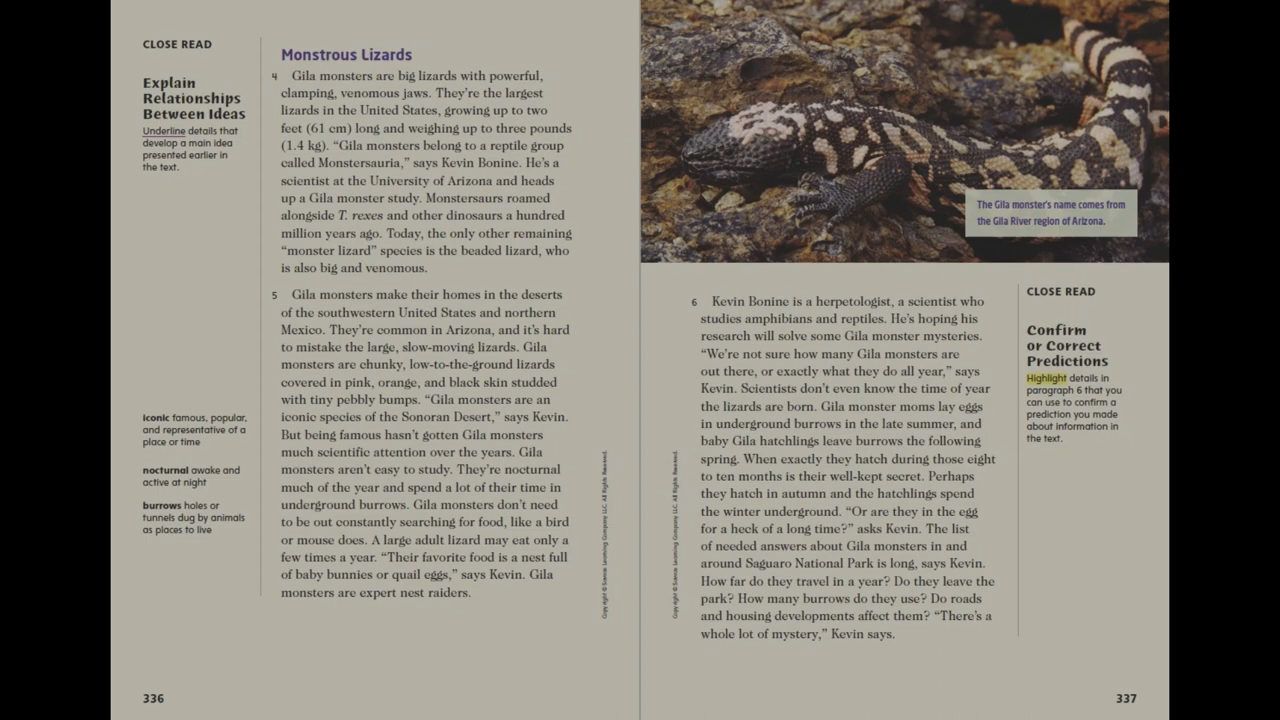 CLOSE READ
Explain
Relationships
Between Ideas
Underline details that
develop a main idea
presented earlier in
the text.
iconic famous, popular,
and representative of a
place or time
nocturnal awake and
active at night
burrows holes or
tunnels dug by animals
as places to live
Monstrous Lizards
4 Gila monsters are big lizards with powerful,
clamping, venomous jaws. They’re the largest
lizards in the United States, growing up to two
feet (61 cm) long and weighing up to three pounds
(1.4 kg). “Gila monsters belong to a reptile group
called Monstersauria,” says Kevin Bonine. He’s a
scientist at the University of Arizona and heads
up a Gila monster study. Monstersaurs roamed
alongside T. rexes and other dinosaurs a hundred
million years ago. Today, the only other remaining
“monster lizard” species is the beaded lizard, who
is also big and venomous.
5 Gila monsters make their homes in the deserts
of the southwestern United States and northern
Mexico. They’re common in Arizona, and it’s hard
to mistake the large, slow-moving lizards. Gila
monsters are chunky, low-to-the-ground lizards
covered in pink, orange, and black skin studded
with tiny pebbly bumps. “Gila monsters are an
iconic species of the Sonoran Desert,” says Kevin.
But being famous hasn’t gotten Gila monsters
much scientific attention over the years. Gila
monsters aren’t easy to study. They’re nocturnal
much of the year and spend a lot of their time in
underground burrows. Gila monsters don’t need
to be out constantly searching for food, like a bird
or mouse does. A large adult lizard may eat only a
few times a year. “Their favorite food is a nest full
of baby bunnies or quail eggs,” says Kevin. Gila
monsters are expert nest raiders.
Copyright © Savvas Learning Company LLC. All Rights Reserved.
336
The Gila monster’s name comes from
the Gila River region of Arizona.
Copyright © Savvas Learning Company LLC. All Rights Reserved.
6 Kevin Bonine is a herpetologist, a scientist who
studies amphibians and reptiles. He’s hoping his
research will solve some Gila monster mysteries.
“We’re not sure how many Gila monsters are
out there, or exactly what they do all year,” says
Kevin. Scientists don’t even know the time of year
the lizards are born. Gila monster moms lay eggs
in underground burrows in the late summer, and
baby Gila hatchlings leave burrows the following
spring. When exactly they hatch during those eight
to ten months is their well-kept secret. Perhaps
they hatch in autumn and the hatchlings spend
the winter underground. “Or are they in the egg
for a heck of a long time?” asks Kevin. The list
of needed answers about Gila monsters in and
around Saguaro National Park is long, says Kevin.
How far do they travel in a year? Do they leave the
park? How many burrows do they use? Do roads
and housing developments affect them? “There’s a
whole lot of mystery,” Kevin says.
CLOSE READ
Confirm
or Correct
Predictions
Highlight details in
paragraph 6 that you
can use to confirm a
prediction you made
about information in
the text.
337